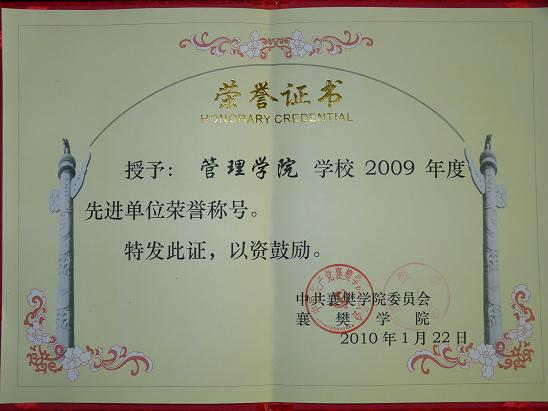 荣誉证书
HONORARY CREDENTIAL
授予： 管理学院 学校 2009 年度
先进单位荣誉称号。
特发此证，以资鼓励。
中共襄樊学院委员会
襄樊学院
2010 年 1 月 22 日